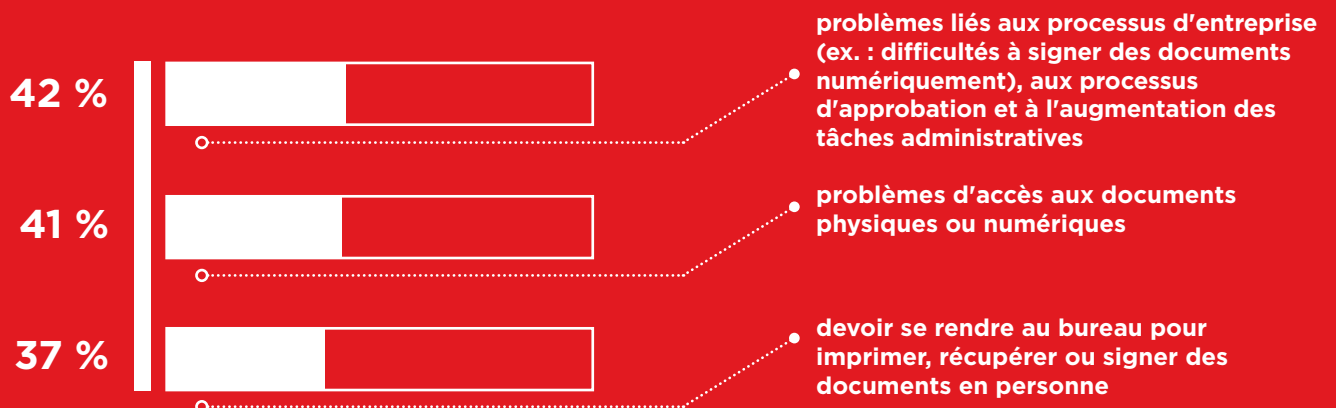 42 %
problèmes liés aux processus d'entreprise
(ex. : difficultés à signer des documents
numériquement), aux processus
d'approbation et à l'augmentation des
tâches administratives
41 %
problèmes d'accès aux documents
physiques ou numériques
37 %
devoir se rendre au bureau pour
imprimer, récupérer ou signer des
documents en personne